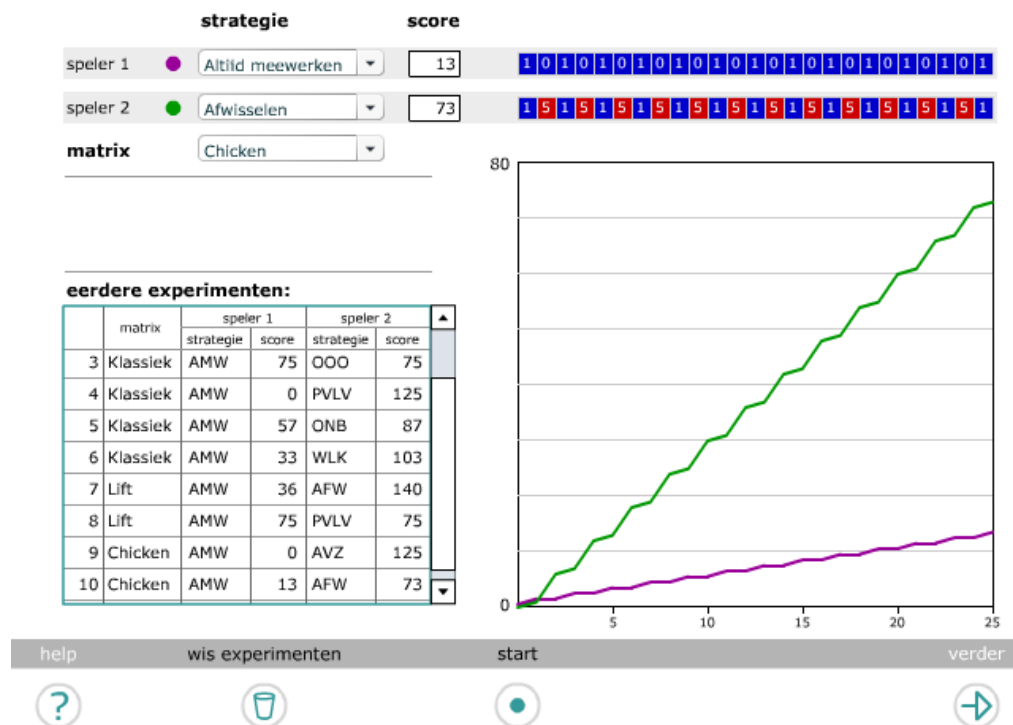 strategie score
speler 1 Altijd meewerken 13 1 0 1 0 1 0 1 0 1 0 1 0 1 0 1 0 1 0 1 0 1 0 1 0 1
speler 2 Afwisselen 73 1 5 1 5 1 5 1 5 1 5 1 5 1 5 1 5 1 5 1 5 1 5 1 5 1
matrix Chicken
80
eerdere experimenten:
matrix speler 1 speler 2
strategie score strategie score
3 Klassiek AMW 75 OOO 75
4 Klassiek AMW 0 PVLV 125
5 Klassiek AMW 57 ONB 87
6 Klassiek AMW 33 WLK 103
7 Lift AMW 36 AFW 140
8 Lift AMW 75 PVLV 75
9 Chicken AMW 0 AVZ 125
10 Chicken AMW 13 AFW 73
0
5 10 15 20 25
help wis experimenten start verder
?